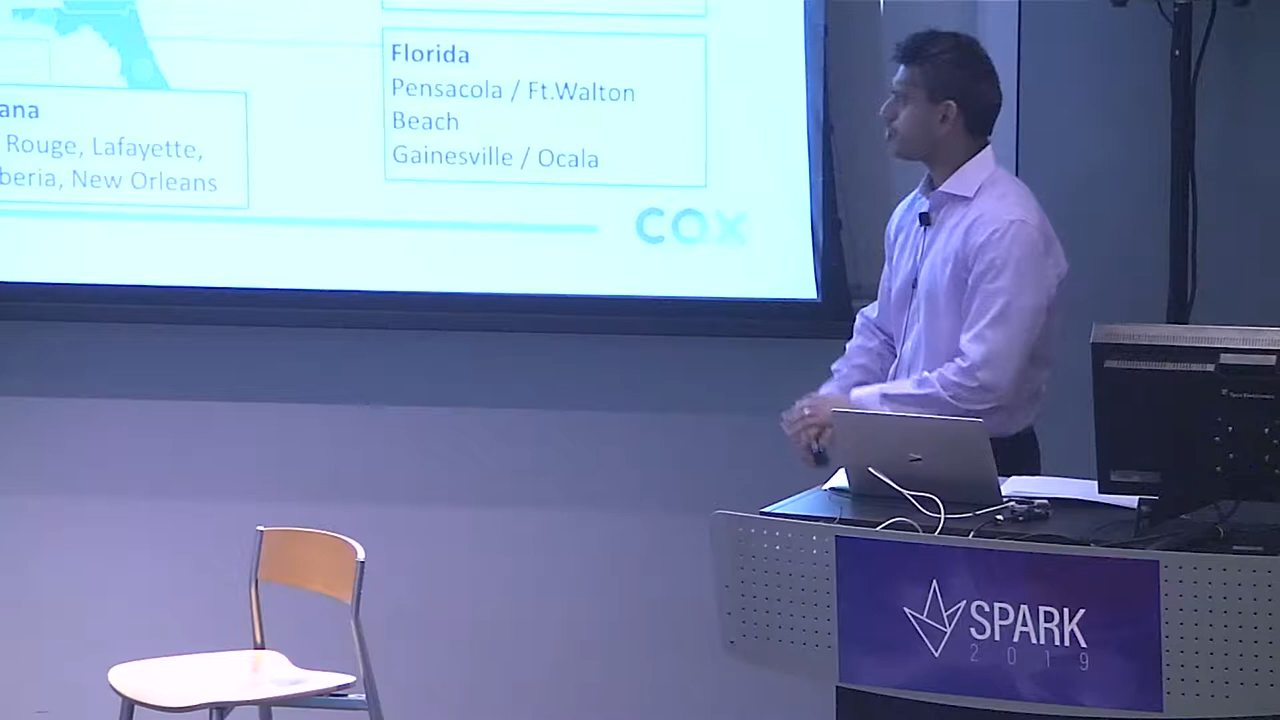 Florida
Pensacola / Ft.Walton
Beach
Gainesville / Ocala
ana
Rouge, Lafayette,
beria, New Orleans
COX
SPARK
2019